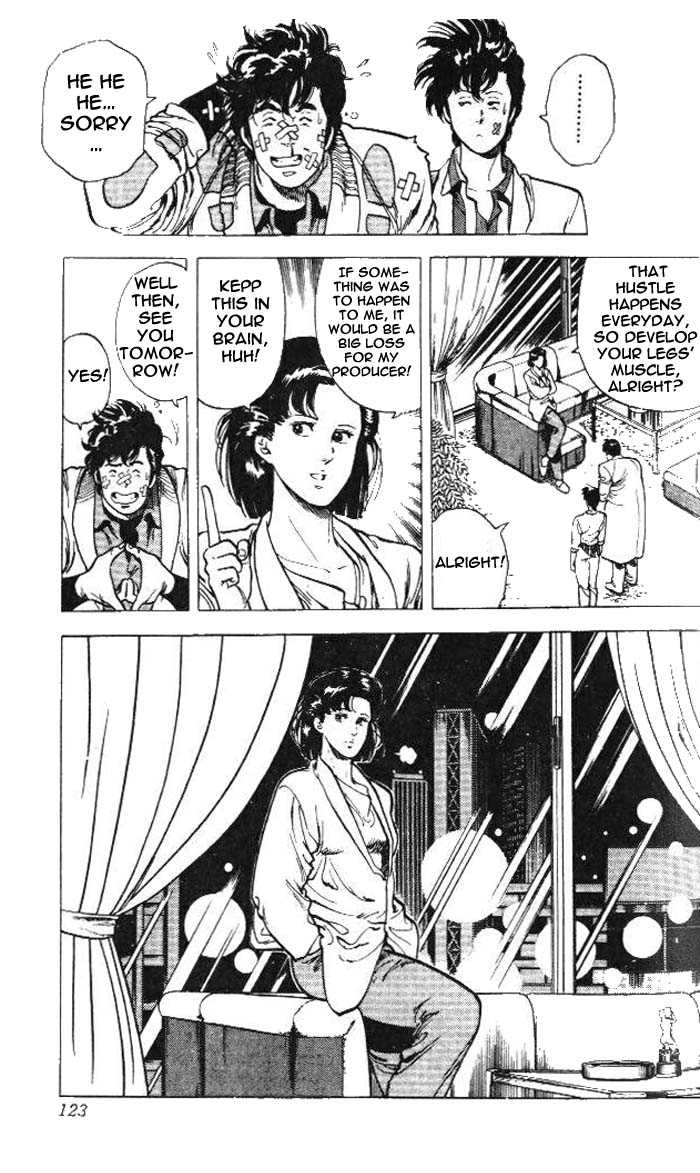 .........
HE HE
HE...
SORRY
...
THAT
HUSTLE
HAPPENS
EVERYDAY,
SO DEVELOP
YOUR LEGS'
MUSCLE,
ALRIGHT?
ALRIGHT!
IF SOME-
THING WAS
TO HAPPEN
TO ME, IT
WOULD BE A
BIG LOSS
FOR MY
PRODUCER!
KEPP
THIS IN
YOUR
BRAIN,
HUH!
WELL
THEN,
SEE
YOU
TOMOR-
ROW!
YES!
123